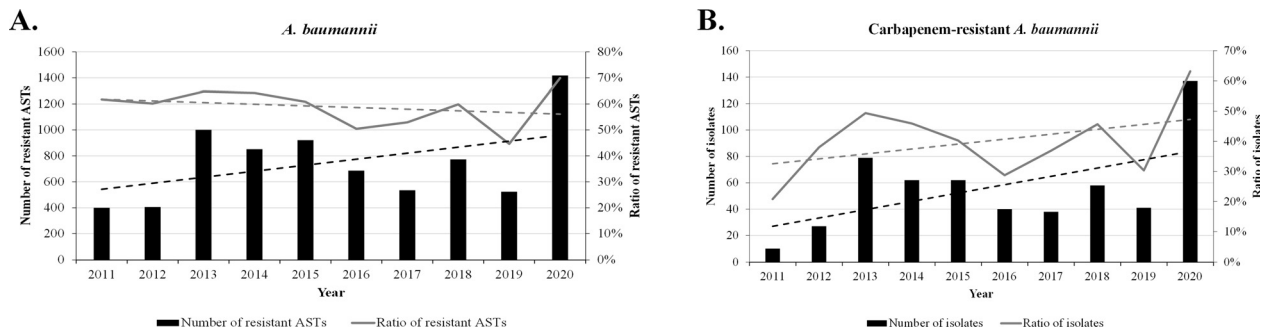 A.
A. baumannii
Number of resistant ASTs
1600
1400
1200
1000
800
600
400
200
0
80%
70%
60%
50%
40%
30%
20%
10%
0%
Ratio of resistant ASTs
2011 2012 2013 2014 2015 2016 2017 2018 2019 2020
Year
Number of resistant ASTs Ratio of resistant ASTs
B.
Carbapenem-resistant A. baumannii
Number of isolates
160
140
120
100
80
60
40
20
0
70%
60%
50%
40%
30%
20%
10%
0%
Ratio of isolates
2011 2012 2013 2014 2015 2016 2017 2018 2019 2020
Year
Number of isolates Ratio of isolates